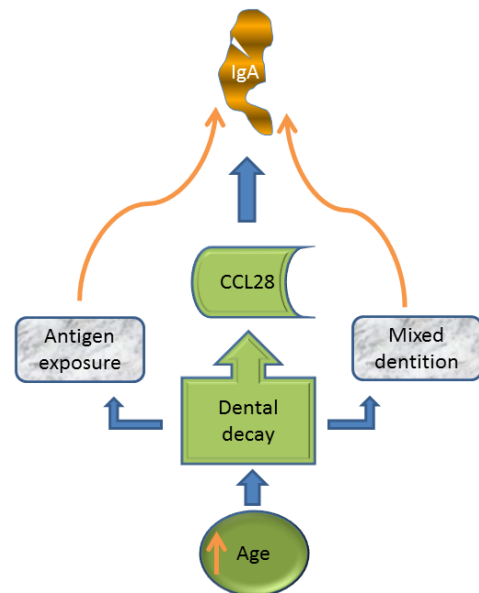 IgA
CCL28
Antigen
exposure
Mixed
dentition
Dental
decay
Age